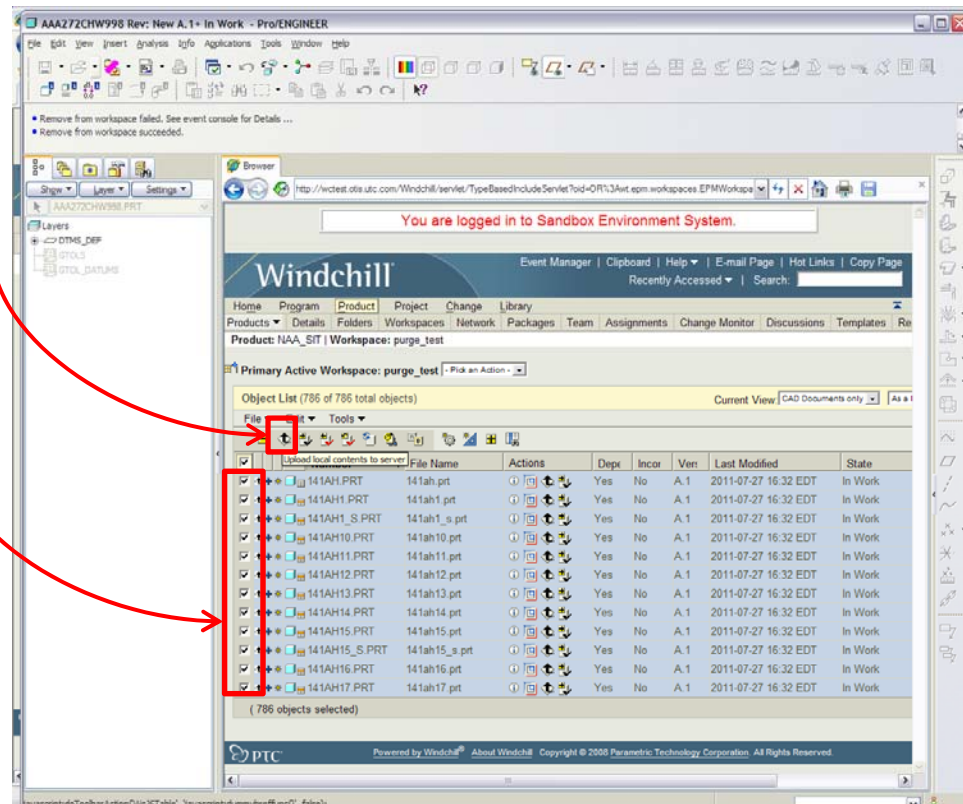 AAA272CHW998 Rev: New A.1+ In Work - Pro/ENGINEER
File Edit View Insert Analysis Info Applications Tools Window Help
• Remove from workspace failed. See event console for Details ...
• Remove from workspace succeeded.
Browser
Show Layer Settings
http://wctest.otis.utc.com/Windchill/servlet/TypeBasedIncludeServlet?oid=OR%3Awt.epm.workspaces.EPMWorkspa
AAA272CHW998.PRT
You are logged in to Sandbox Environment System.
Layers
DTMS_DEF
GTOLS
GTOL_DATUMS
Windchill
Event Manager | Clipboard | Help | E-mail Page | Hot Links | Copy Page
Recently Accessed | Search:
Home Program Product Project Change Library
Products Details Folders Workspaces Network Packages Team Assignments Change Monitor Discussions Templates Re
Product: NAA_SIT | Workspace: purge_test
Primary Active Workspace: purge_test - Pick an Action -
Object List (786 of 786 total objects) Current View CAD Documents only As a
File Edit Tools
Upload local contents to server
Number File Name Actions Depe Incor Ver: Last Modified State
141AH.PRT 141ah.prt Yes No A.1 2011-07-27 16:32 EDT In Work
141AH1.PRT 141ah1.prt Yes No A.1 2011-07-27 16:32 EDT In Work
141AH1_S.PRT 141ah1_s.prt Yes No A.1 2011-07-27 16:32 EDT In Work
141AH10.PRT 141ah10.prt Yes No A.1 2011-07-27 16:32 EDT In Work
141AH11.PRT 141ah11.prt Yes No A.1 2011-07-27 16:32 EDT In Work
141AH12.PRT 141ah12.prt Yes No A.1 2011-07-27 16:32 EDT In Work
141AH13.PRT 141ah13.prt Yes No A.1 2011-07-27 16:32 EDT In Work
141AH14.PRT 141ah14.prt Yes No A.1 2011-07-27 16:32 EDT In Work
141AH15.PRT 141ah15.prt Yes No A.1 2011-07-27 16:32 EDT In Work
141AH15_S.PRT 141ah15_s.prt Yes No A.1 2011-07-27 16:32 EDT In Work
141AH16.PRT 141ah16.prt Yes No A.1 2011-07-27 16:32 EDT In Work
141AH17.PRT 141ah17.prt Yes No A.1 2011-07-27 16:32 EDT In Work
( 786 objects selected)
PTC Powered by Windchill® About Windchill Copyright © 2008 Parametric Technology Corporation. All Rights Reserved.